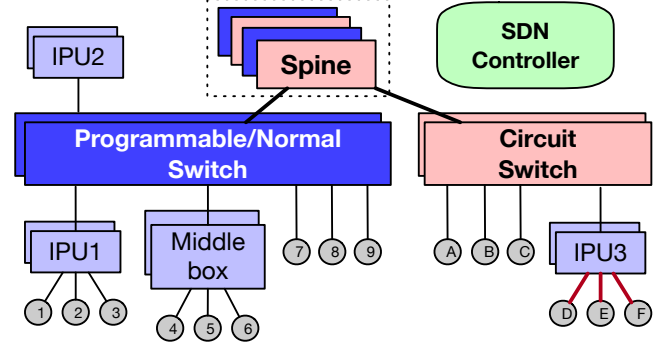 SDN
Controller
IPU2
Spine
Programmable/Normal
Switch
Circuit
Switch
IPU1
Middle
box
7
8
9
A
B
C
IPU3
1
2
3
4
5
6
D
E
F